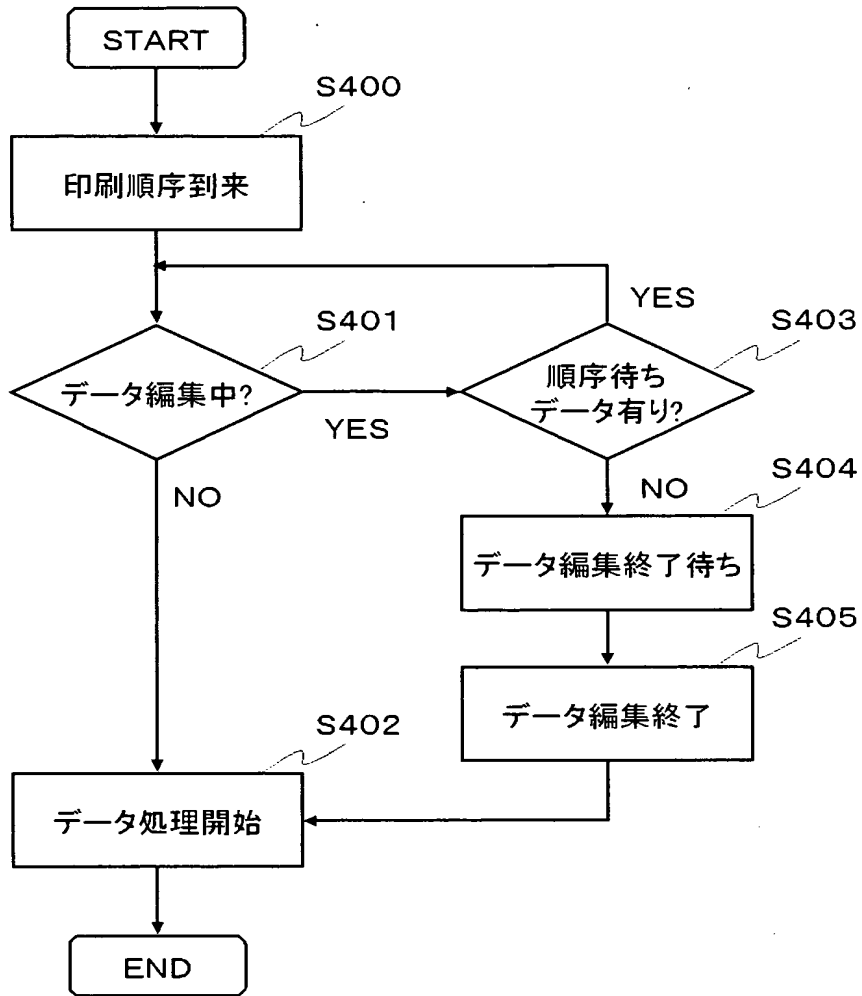 START
S400
印刷順序到来
YES
S401
S403
データ編集中?
順序待ち
データ有り?
YES
NO
NO
S404
データ編集終了待ち
S405
データ編集終了
S402
データ処理開始
END